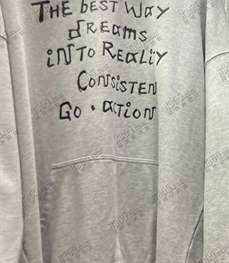 THE bEST WAY
dREAMS
iNTO REALiY
CONSiSTEN
GO · ACTiON